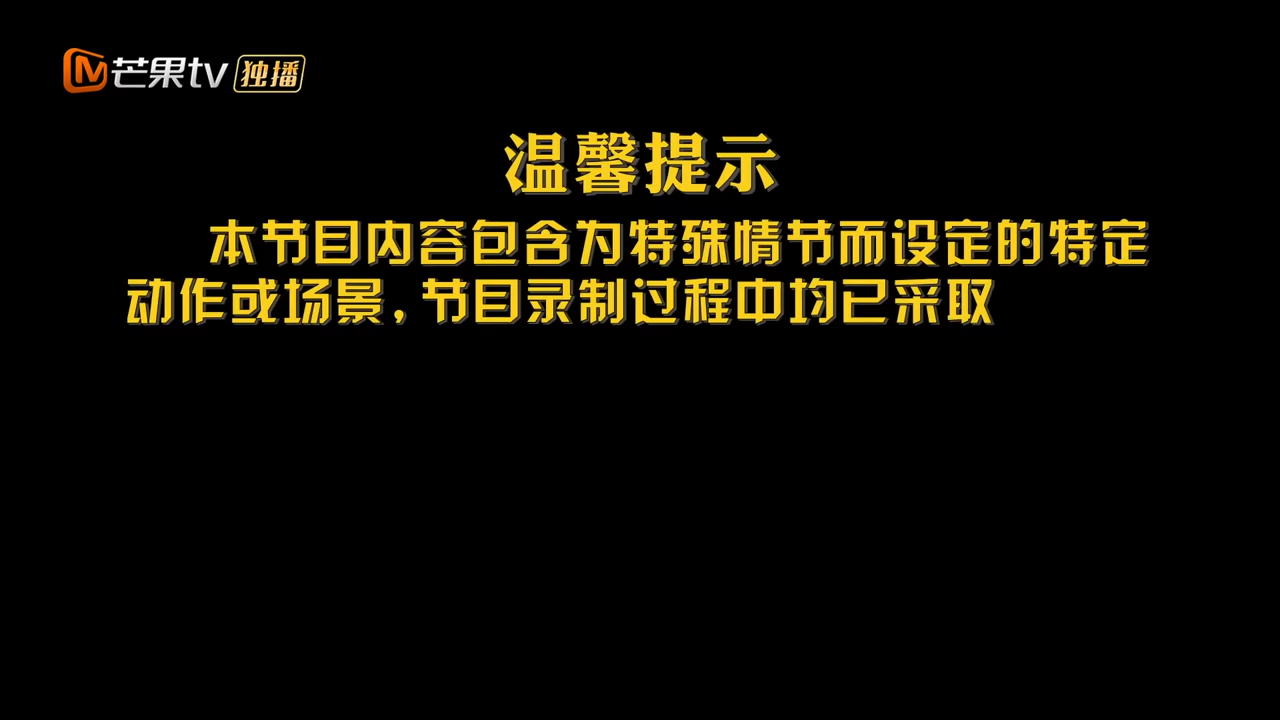 芒果tv 独播
温馨提示
本节目内容包含为特殊情节而设定的特定
动作或场景,节目录制过程中均已采取